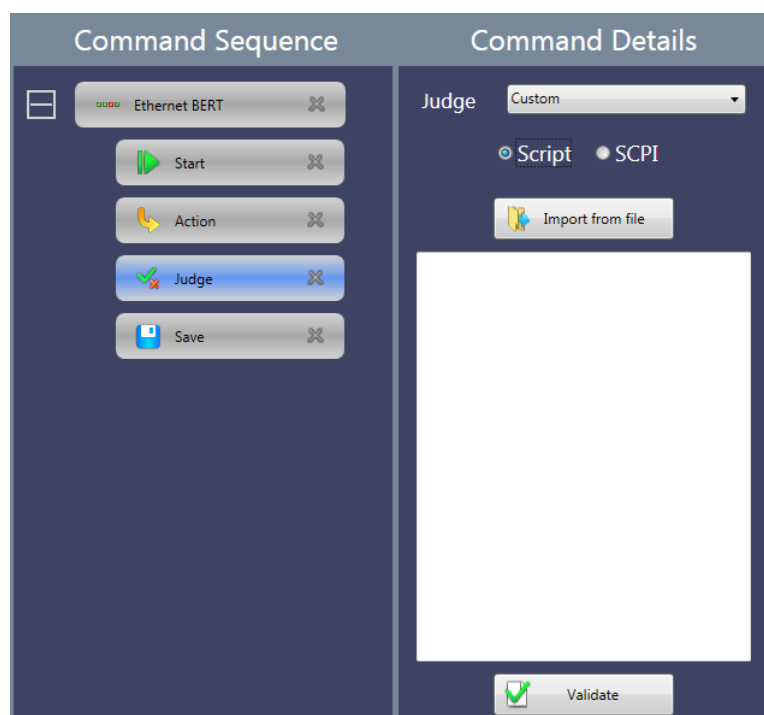 Command Sequence
Ethernet BERT
Start
Action
Judge
Save
Command Details
Judge
Custom
Script
SCPI
Import from file
Validate